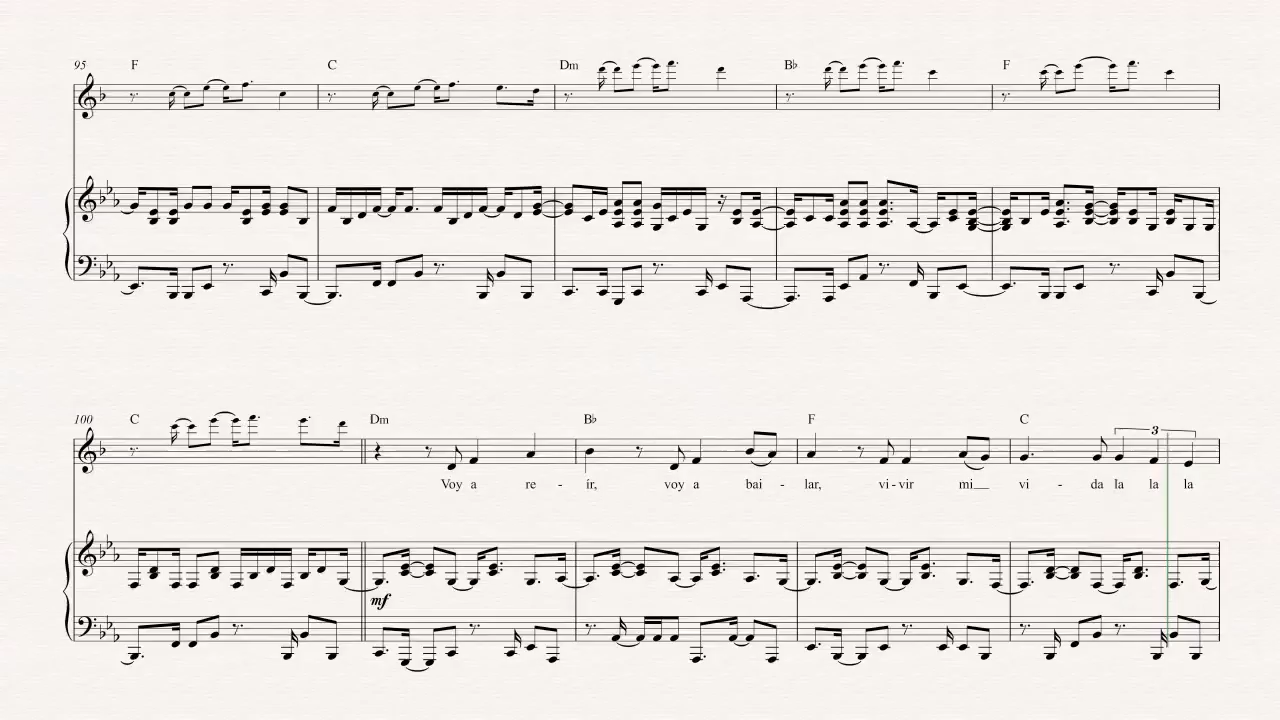 95 F C Dm B♭ F
100 C Dm B♭ F C 3
Voy a re - ír, voy a bai - lar, vi - vir mi vi - da la la la
mf